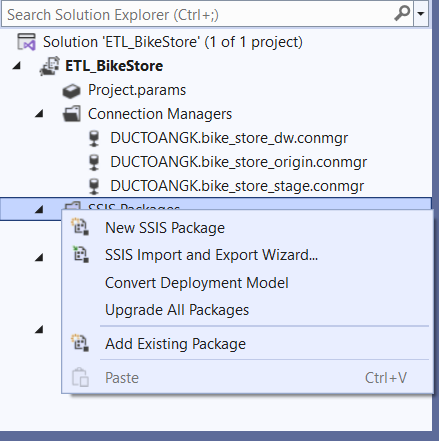 Search Solution Explorer (Ctrl+;)
Solution 'ETL_BikeStore' (1 of 1 project)
ETL_BikeStore
Project.params
Connection Managers
DUCTOANGK.bike_store_dw.conmgr
DUCTOANGK.bike_store_origin.conmgr
DUCTOANGK.bike_store_stage.conmgr
SSIS Packages
New SSIS Package
SSIS Import and Export Wizard...
Convert Deployment Model
Upgrade All Packages
Add Existing Package
Paste Ctrl+V